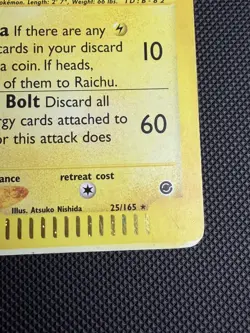 Pokémon. Length: 2' 7", Weight: 66 lbs.
a If there are any
cards in your discard
a coin. If heads,
of them to Raichu.
10
Bolt Discard all
rgy cards attached to
or this attack does
60
ance retreat cost
Illus. Atsuko Nishida 25/165 ★